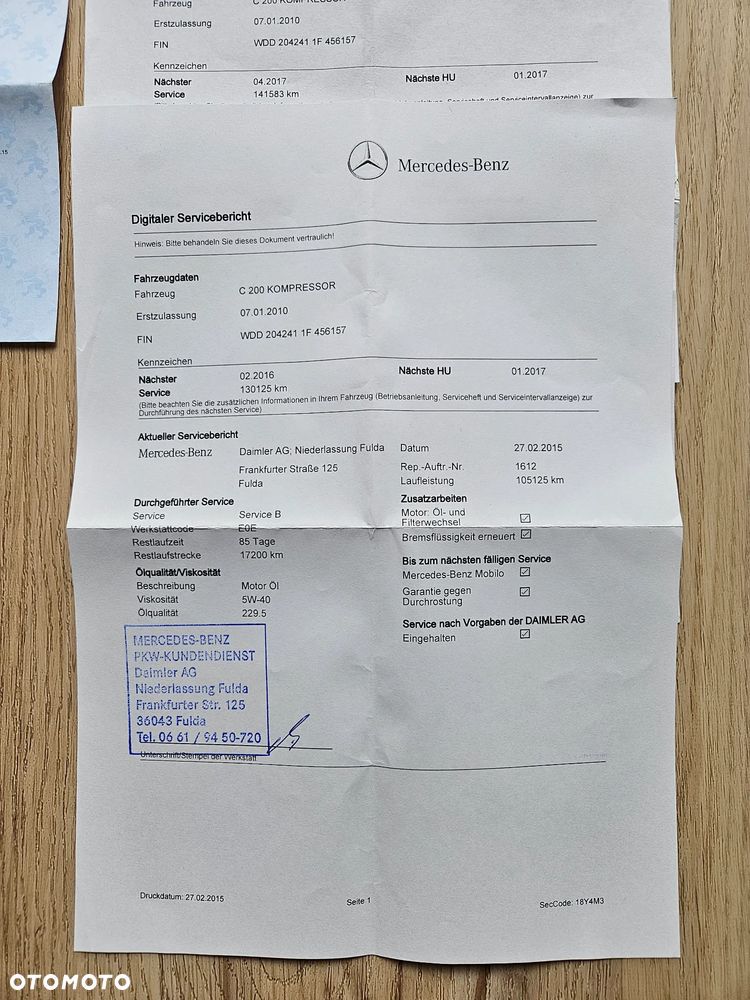 Fahrzeug C 200 KOMPRESSOR
Erstzulassung 07.01.2010
FIN WDD 204241 1F 456157
Kennzeichen
Nächster 04.2017 Nächste HU 01.2017
Service 141583 km
.15
Mercedes-Benz
Digitaler Servicebericht
Hinweis: Bitte behandeln Sie dieses Dokument vertraulich!
Fahrzeugdaten
Fahrzeug C 200 KOMPRESSOR
Erstzulassung 07.01.2010
FIN WDD 204241 1F 456157
Kennzeichen
Nächster 02.2016 Nächste HU 01.2017
Service 130125 km
(Bitte beachten Sie die zusätzlichen Informationen in Ihrem Fahrzeug (Betriebsanleitung, Serviceheft und Serviceintervallanzeige) zur
Durchführung des nächsten Service)
Aktueller Servicebericht
Mercedes-Benz Daimler AG; Niederlassung Fulda Datum 27.02.2015
Frankfurter Straße 125 Rep.-Auftr.-Nr. 1612
Fulda Laufleistung 105125 km
Durchgeführter Service Zusatzarbeiten
Service Service B Motor: Öl- und
Filterwechsel
Werkstattcode E0E
Bremsflüssigkeit erneuert
Restlaufzeit 85 Tage
Restlaufstrecke 17200 km Bis zum nächsten fälligen Service
Ölqualität/Viskosität Mercedes-Benz Mobilo
Beschreibung Motor Öl Garantie gegen
Durchrostung
Viskosität 5W-40
Ölqualität 229.5 Service nach Vorgaben der DAIMLER AG
Eingehalten
MERCEDES-BENZ
PKW-KUNDENDIENST
Daimler AG
Niederlassung Fulda
Frankfurter Str. 125
36043 Fulda
Tel. 06 61 / 94 50-720
Unterschrift/Stempel der Werkstatt
Druckdatum: 27.02.2015 Seite 1 SecCode: 18Y4M3
OTOMOTO